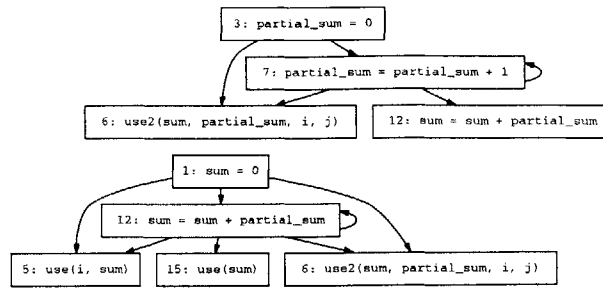 3: partial_sum = 0
7: partial_sum = partial_sum + 1
6: use2(sum, partial_sum, i, j)
12: sum = sum + partial_sum
1: sum = 0
12: sum = sum + partial_sum
5: use(i, sum)
15: use(sum)
6: use2(sum, partial_sum, i, j)